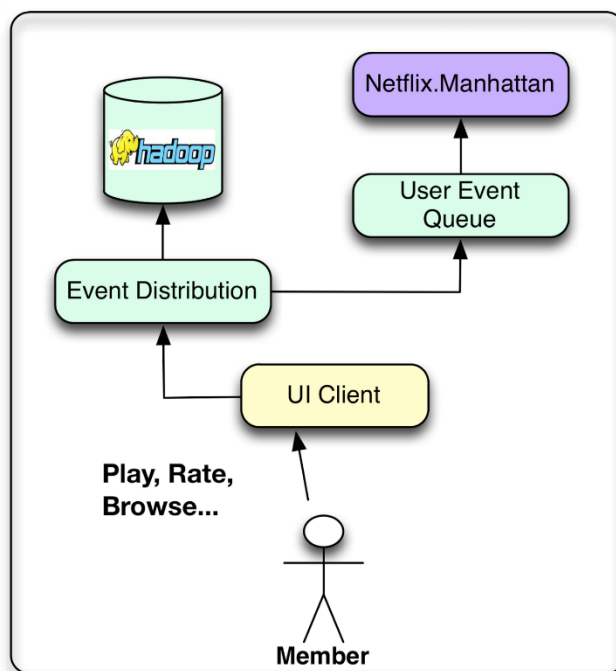 Netflix.Manhattan
hadoop
User Event
Queue
Event Distribution
UI Client
Play, Rate,
Browse...
Member